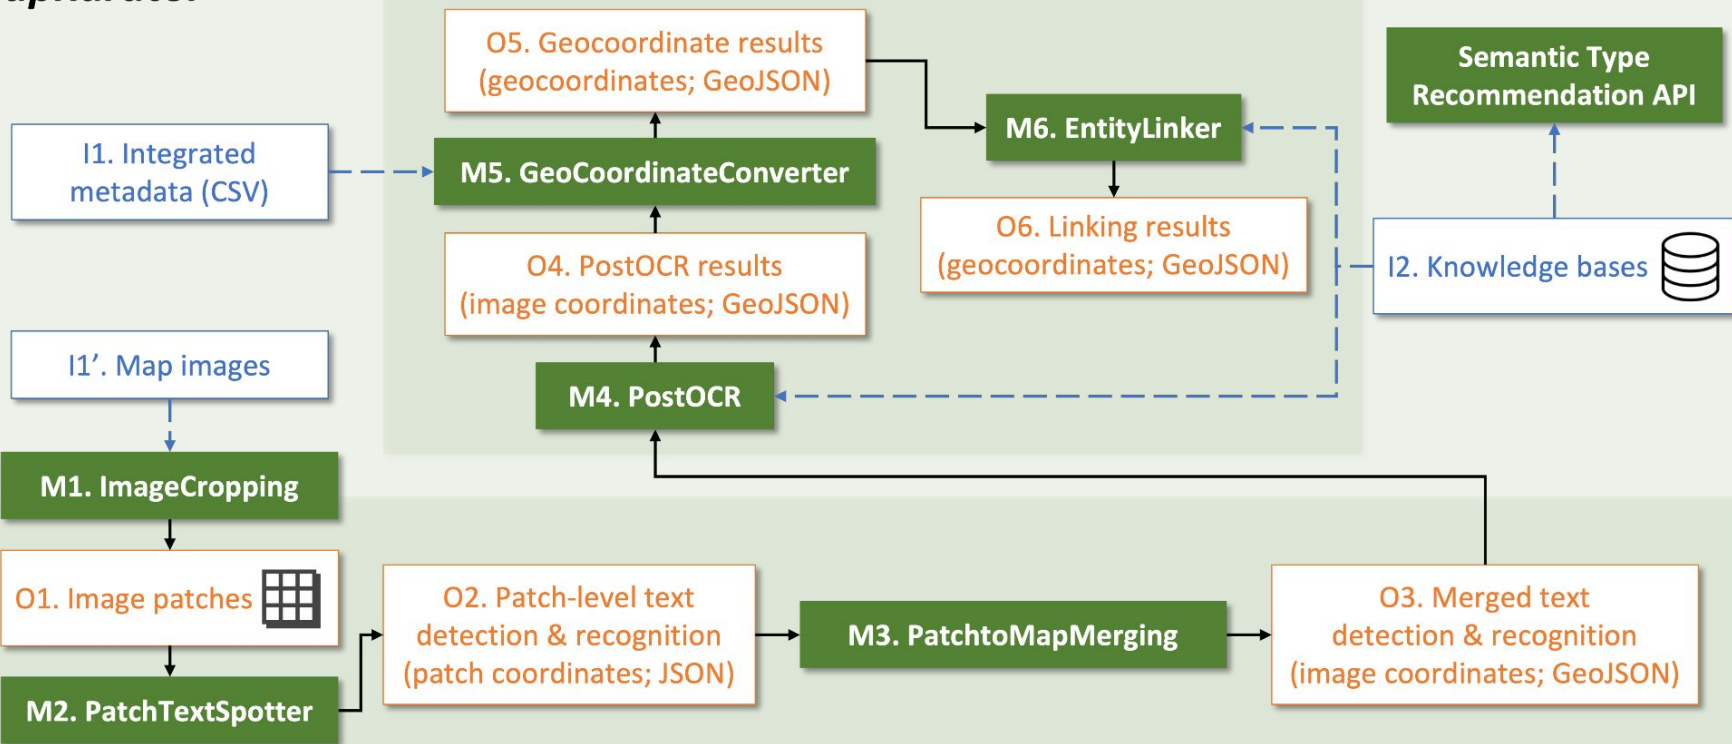 O5. Geocoordinate results
(geocoordinates; GeoJSON)
Semantic Type
Recommendation API
M6. EntityLinker
I1. Integrated
metadata (CSV)
M5. GeoCoordinateConverter
O6. Linking results
(geocoordinates; GeoJSON)
O4. PostOCR results
(image coordinates; GeoJSON)
I2. Knowledge bases
I1’. Map images
M4. PostOCR
M1. ImageCropping
O1. Image patches
O2. Patch-level text
detection & recognition
(patch coordinates; JSON)
M3. PatchtoMapMerging
O3. Merged text
detection & recognition
(image coordinates; GeoJSON)
M2. PatchTextSpotter